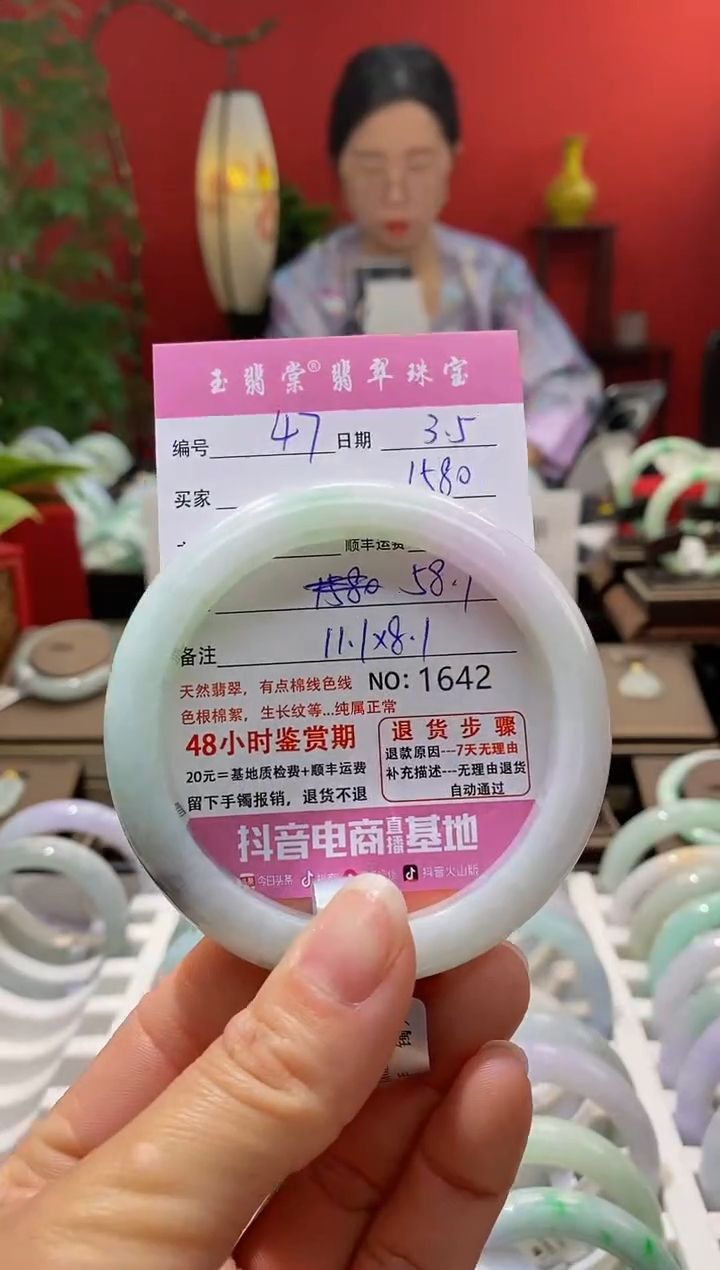 玉翡棠®翡翠珠宝
编号 47 日期 3.5
买家 1580
顺丰运费
1580 58.1
备注 11.1×8.1
天然翡翠，有点棉线色线 NO：1642
色根棉絮，生长纹等...纯属正常
48小时鉴赏期
20元=基地质检费+顺丰运费
留下手镯报销，退货不退
退货步骤
退款原因---7天无理由
补充描述---无理由退货
自动通过
抖音电商直播基地
今日头条 抖音 抖音火山版